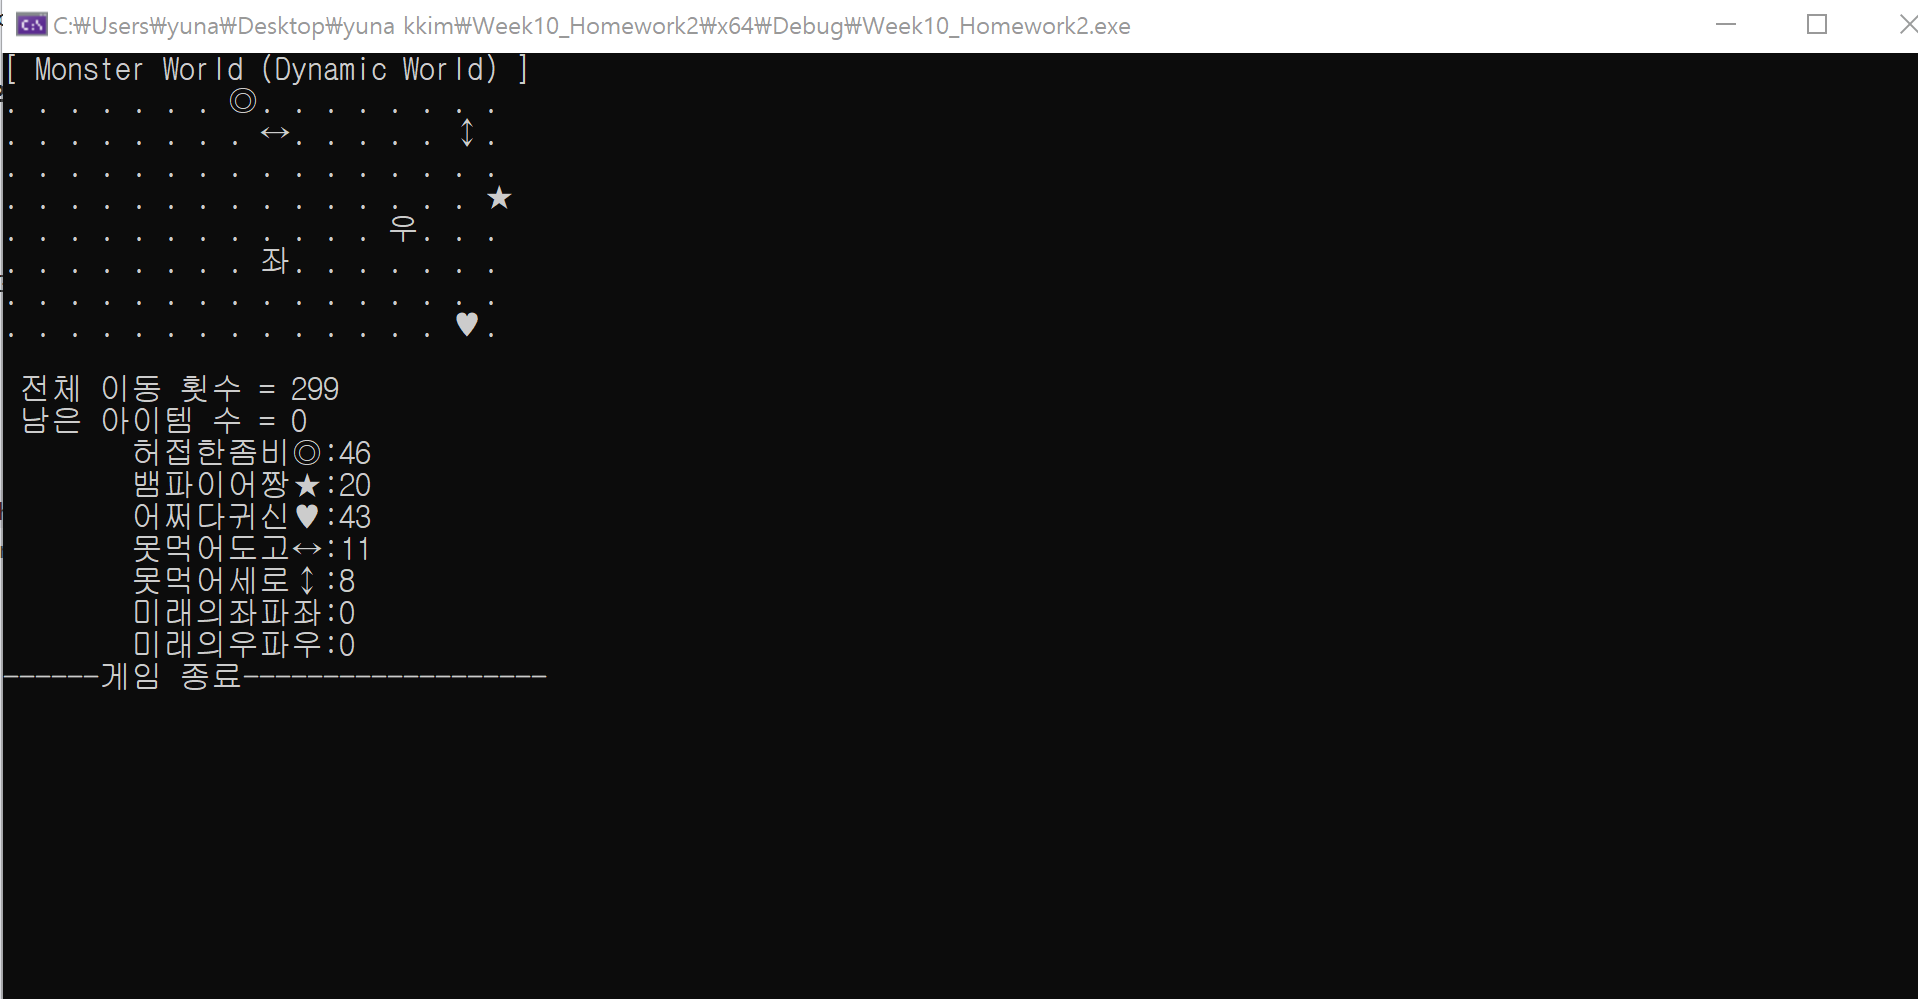 C:₩Users₩yuna₩Desktop₩yuna kkim₩Week10_Homework2₩x64₩Debug₩Week10_Homework2.exe
[ Monster World (Dynamic World) ]
. . . . . . . ◎. . . . . . . .
. . . . . . . . ↔. . . . . ↕.
. . . . . . . . . . . . . . . .
. . . . . . . . . . . . . . . ★
. . . . . . . . . . . . 우. . .
. . . . . . . . 좌. . . . . . .
. . . . . . . . . . . . . . . .
. . . . . . . . . . . . . . ♥.
전체 이동 횟수 = 299
남은 아이템 수 = 0
허접한좀비◎:46
뱀파이어짱★:20
어쩌다귀신♥:43
못먹어도고↔:11
못먹어세로↕:8
미래의좌파좌:0
미래의우파우:0
------게임 종료-------------------